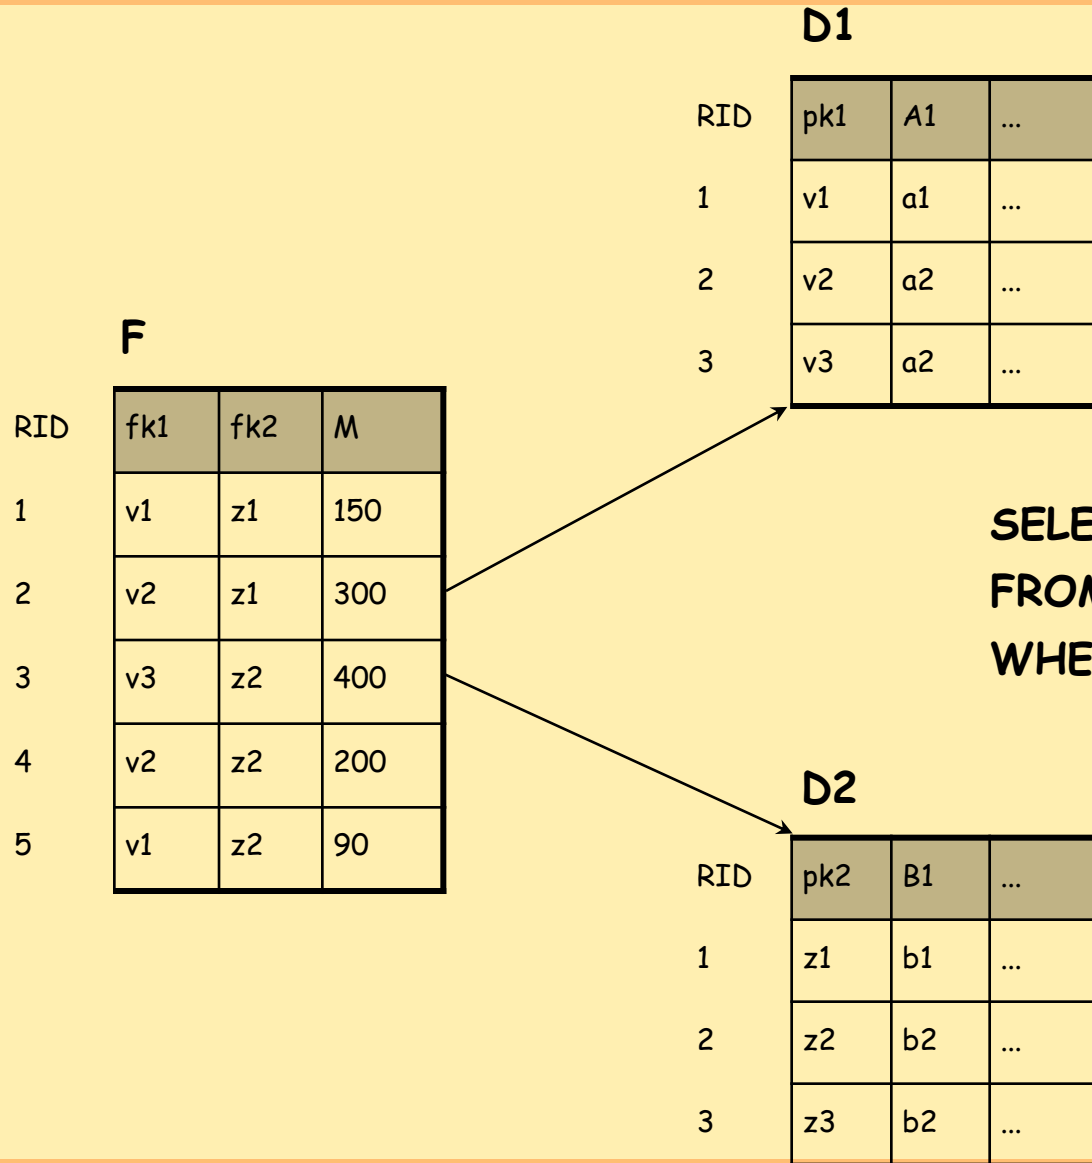 D1
RID pk1 A1 ...
1 v1 a1 ...
2 v2 a2 ...
3 v3 a2 ...
F
RID fk1 fk2 M
1 v1 z1 150
2 v2 z1 300
3 v3 z2 400
4 v2 z2 200
5 v1 z2 90
SELE
FROM
WHE
D2
RID pk2 B1 ...
1 z1 b1 ...
2 z2 b2 ...
3 z3 b2 ...